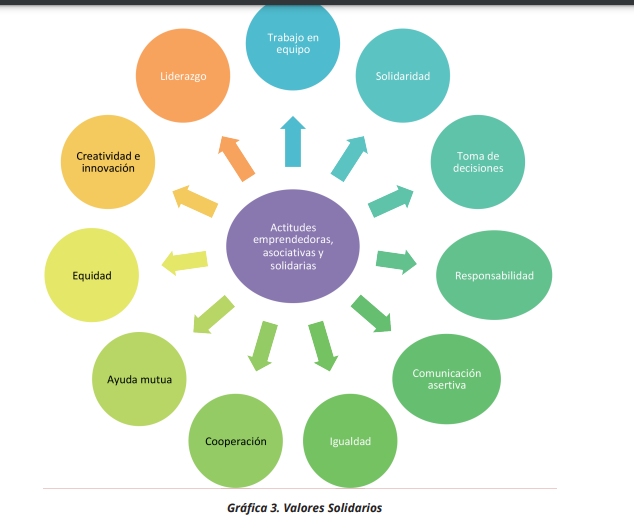 Trabajo en
equipo
Solidaridad
Toma de
decisiones
Responsabilidad
Comunicación
asertiva
Igualdad
Cooperación
Ayuda mutua
Equidad
Creatividad e
innovación
Liderazgo
Actitudes
emprendedoras,
asociativas y
solidarias
Gráfica 3. Valores Solidarios